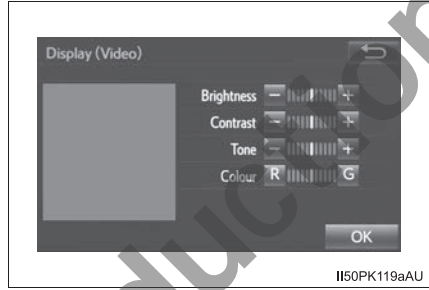 Display (Video)
Brightness - +
Contrast - +
Tone - +
Colour R G
OK
II50PK119aAU